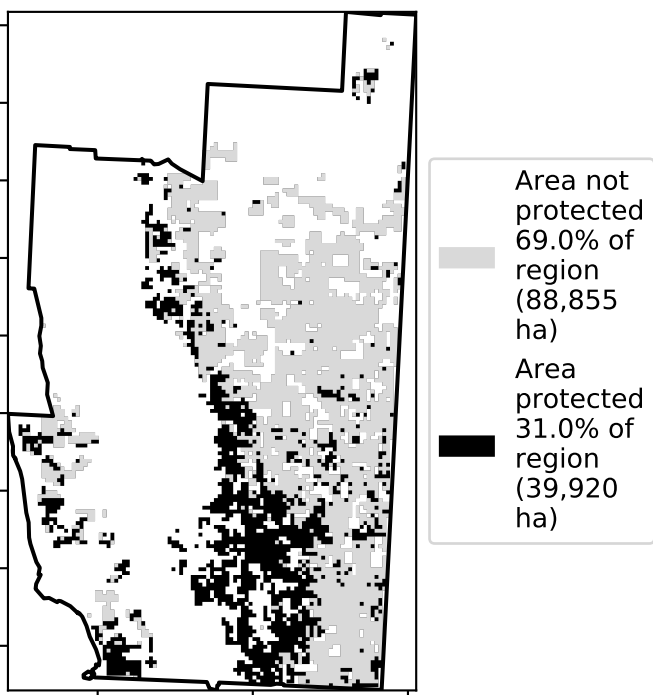 Area not
protected
69.0% of
region
(88,855
ha)
Area
protected
31.0% of
region
(39,920
ha)